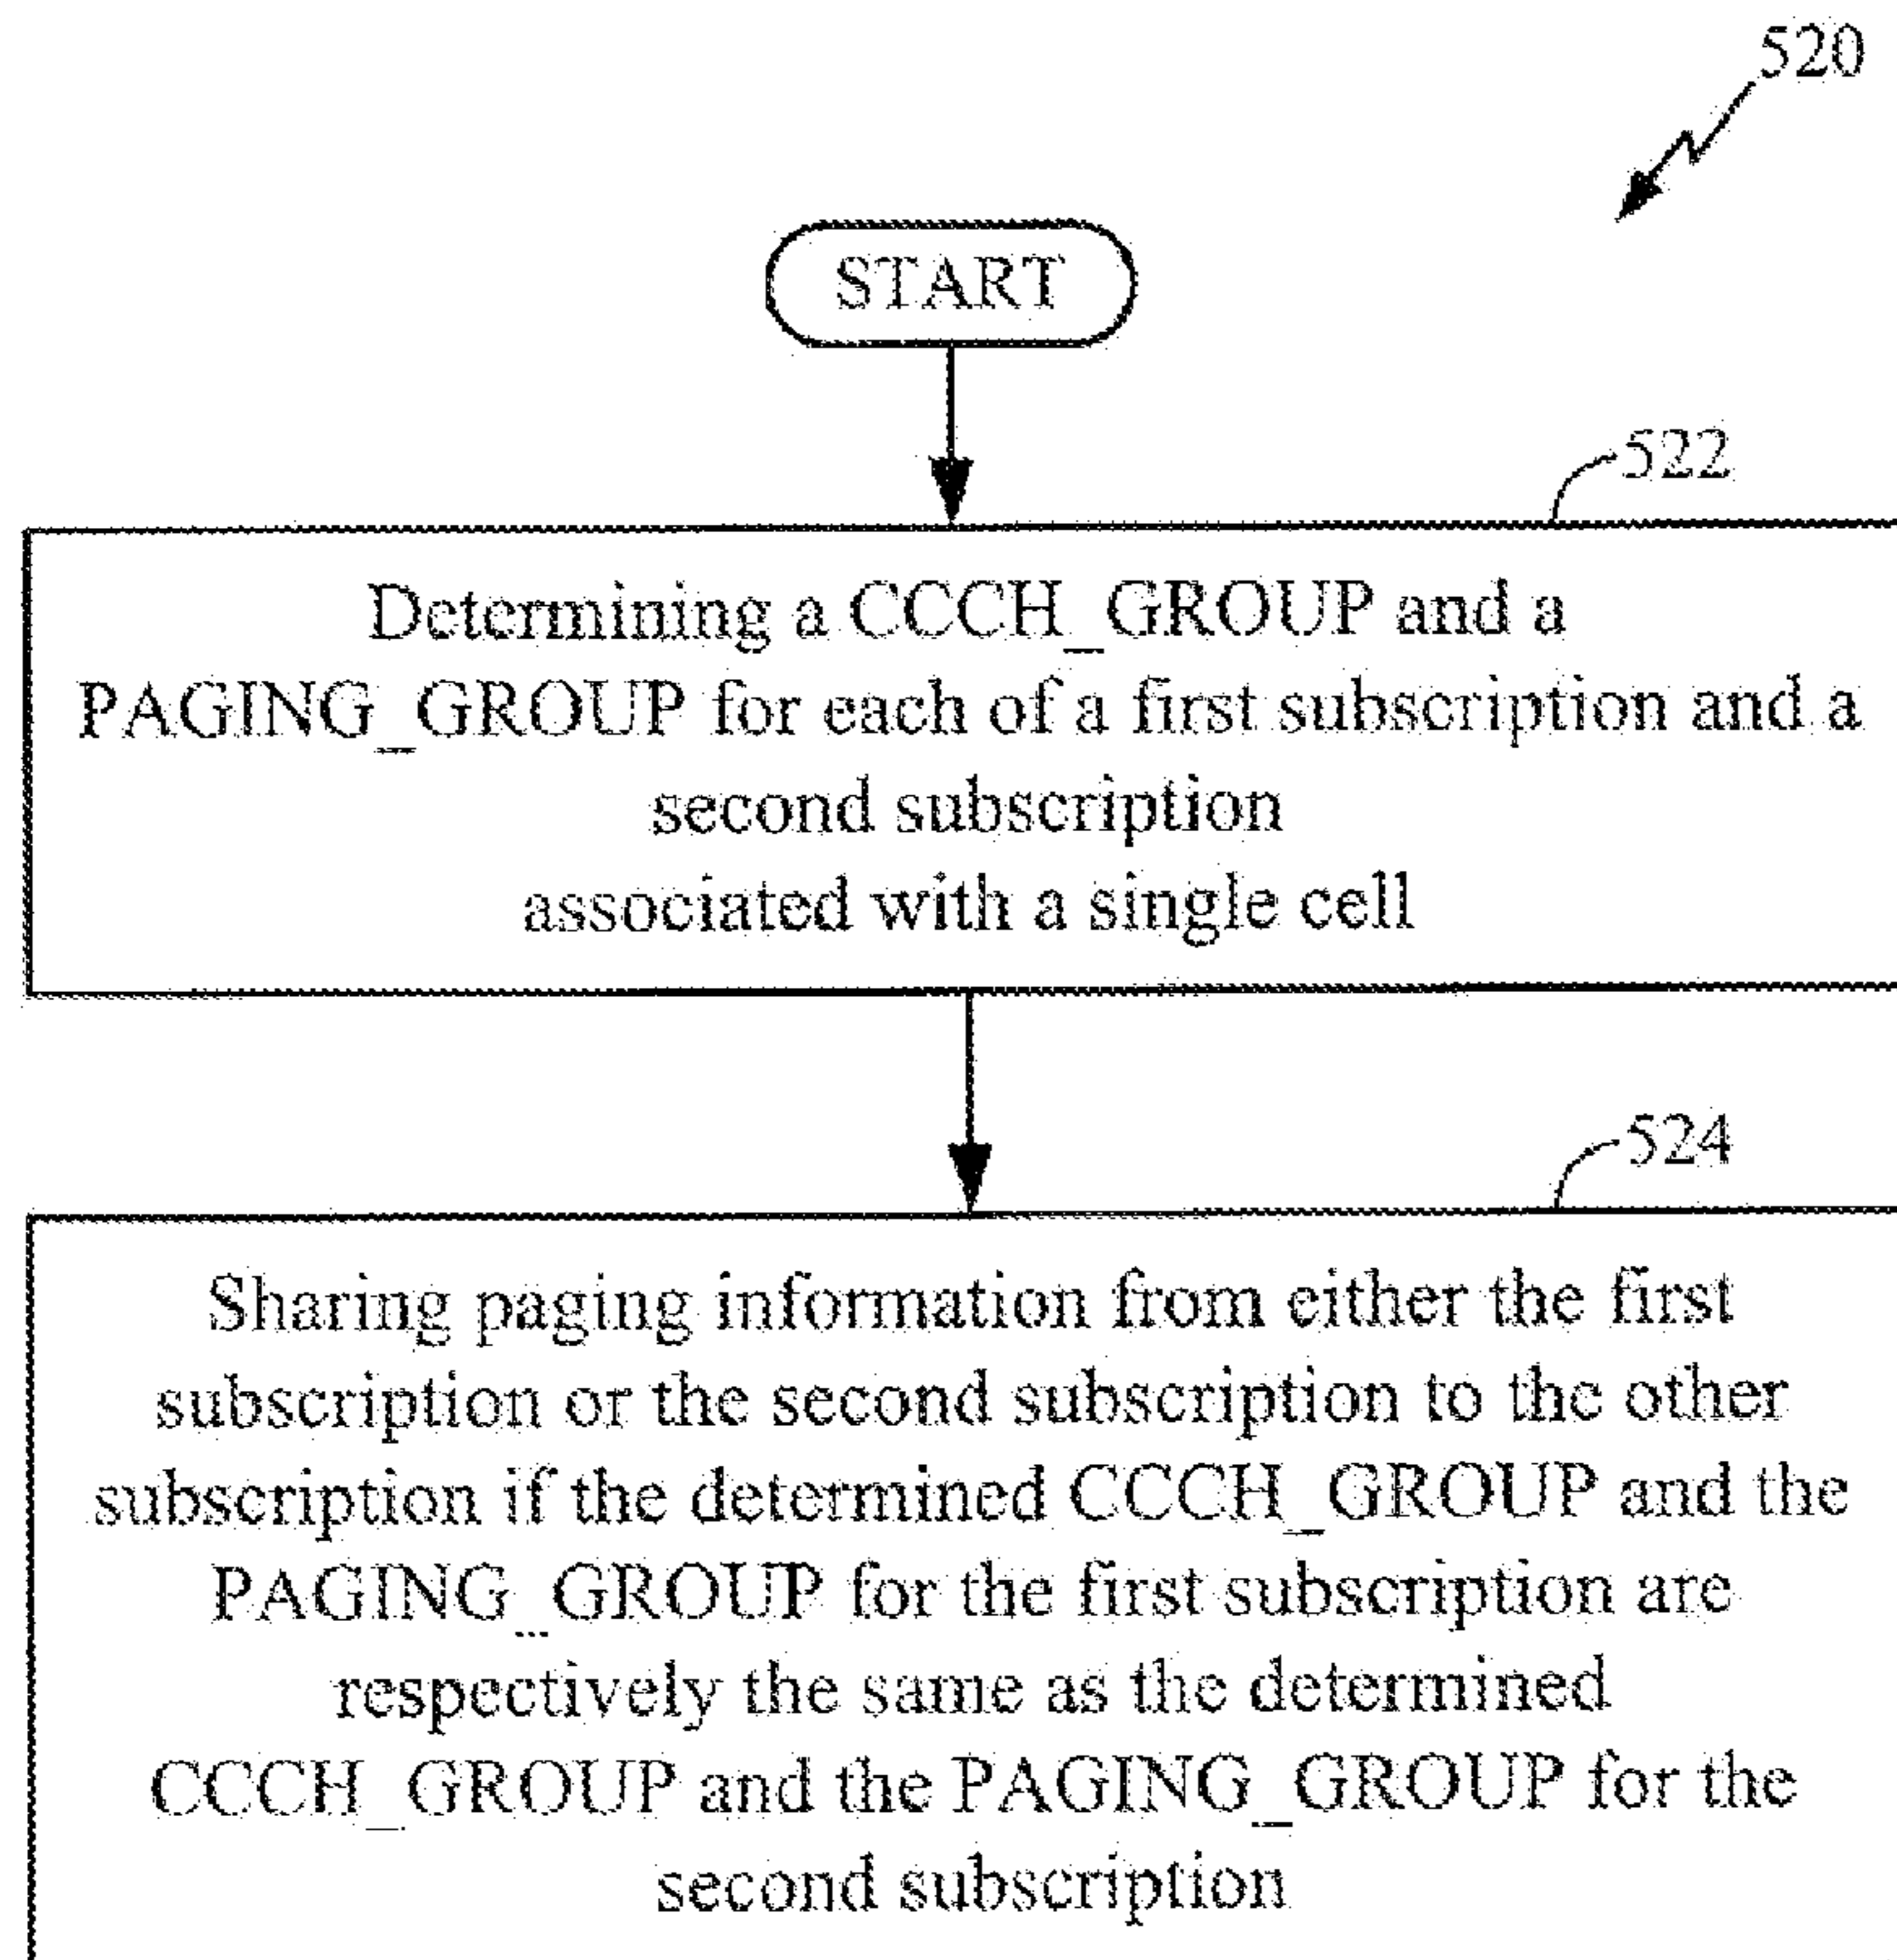 520
START
522
Determining a CCCH_GROUP and a
PAGING_GROUP for each of a first subscription and a
second subscription
associated with a single cell
524
Sharing paging information from either the first
subscription or the second subscription to the other
subscription if the determined CCCH_GROUP and the
PAGING_GROUP for the first subscription are
respectively the same as the determined
CCCH_GROUP and the PAGING_GROUP for the
second subscription